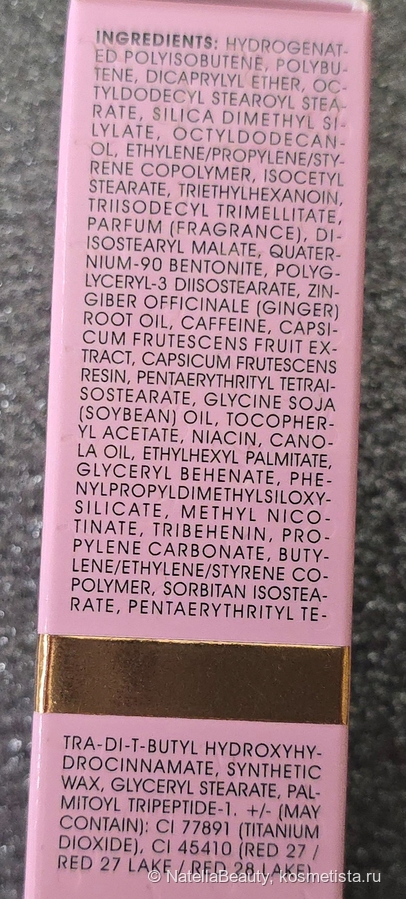 INGREDIENTS: HYDROGENAT-
ED POLYISOBUTENE, POLYBU-
TENE, DICAPRYLYL ETHER, OC-
TYLDODECYL STEAROYL STEA-
RATE, SILICA DIMETHYL SI-
LYLATE, OCTYLDODECAN-
OL, ETHYLENE/PROPYLENE/STY-
RENE COPOLYMER, ISOCETYL
STEARATE, TRIETHYLHEXANOIN,
TRIISODECYL TRIMELLITATE,
PARFUM (FRAGRANCE), DI-
ISOSTEARYL MALATE, QUATER-
NIUM-90 BENTONITE, POLYG-
LYCERYL-3 DIISOSTEARATE, ZIN-
GIBER OFFICINALE (GINGER)
ROOT OIL, CAFFEINE, CAPSI-
CUM FRUTESCENS FRUIT EX-
TRACT, CAPSICUM FRUTESCENS
RESIN, PENTAERYTHRITYL TETRAI-
SOSTEARATE, GLYCINE SOJA
(SOYBEAN) OIL, TOCOPHER-
YL ACETATE, NIACIN, CANO-
LA OIL, ETHYLHEXYL PALMITATE,
GLYCERYL BEHENATE, PHE-
NYLPROPYLDIMETHYLSILOXY-
SILICATE, METHYL NICO-
TINATE, TRIBEHENIN, PRO-
PYLENE CARBONATE, BUTY-
LENE/ETHYLENE/STYRENE CO-
POLYMER, SORBITAN ISOSTEA-
RATE, PENTAERYTHRITYL TE-
TRA-DI-T-BUTYL HYDROXYHY-
DROCINNAMATE, SYNTHETIC
WAX, GLYCERYL STEARATE, PAL-
MITOYL TRIPEPTIDE-1. +/- (MAY
CONTAIN): CI 77891 (TITANIUM
DIOXIDE), CI 45410 (RED 27 /
RED 27 LAKE / RED 28 LAKE)
© NateliaBeauty, kosmetista.ru